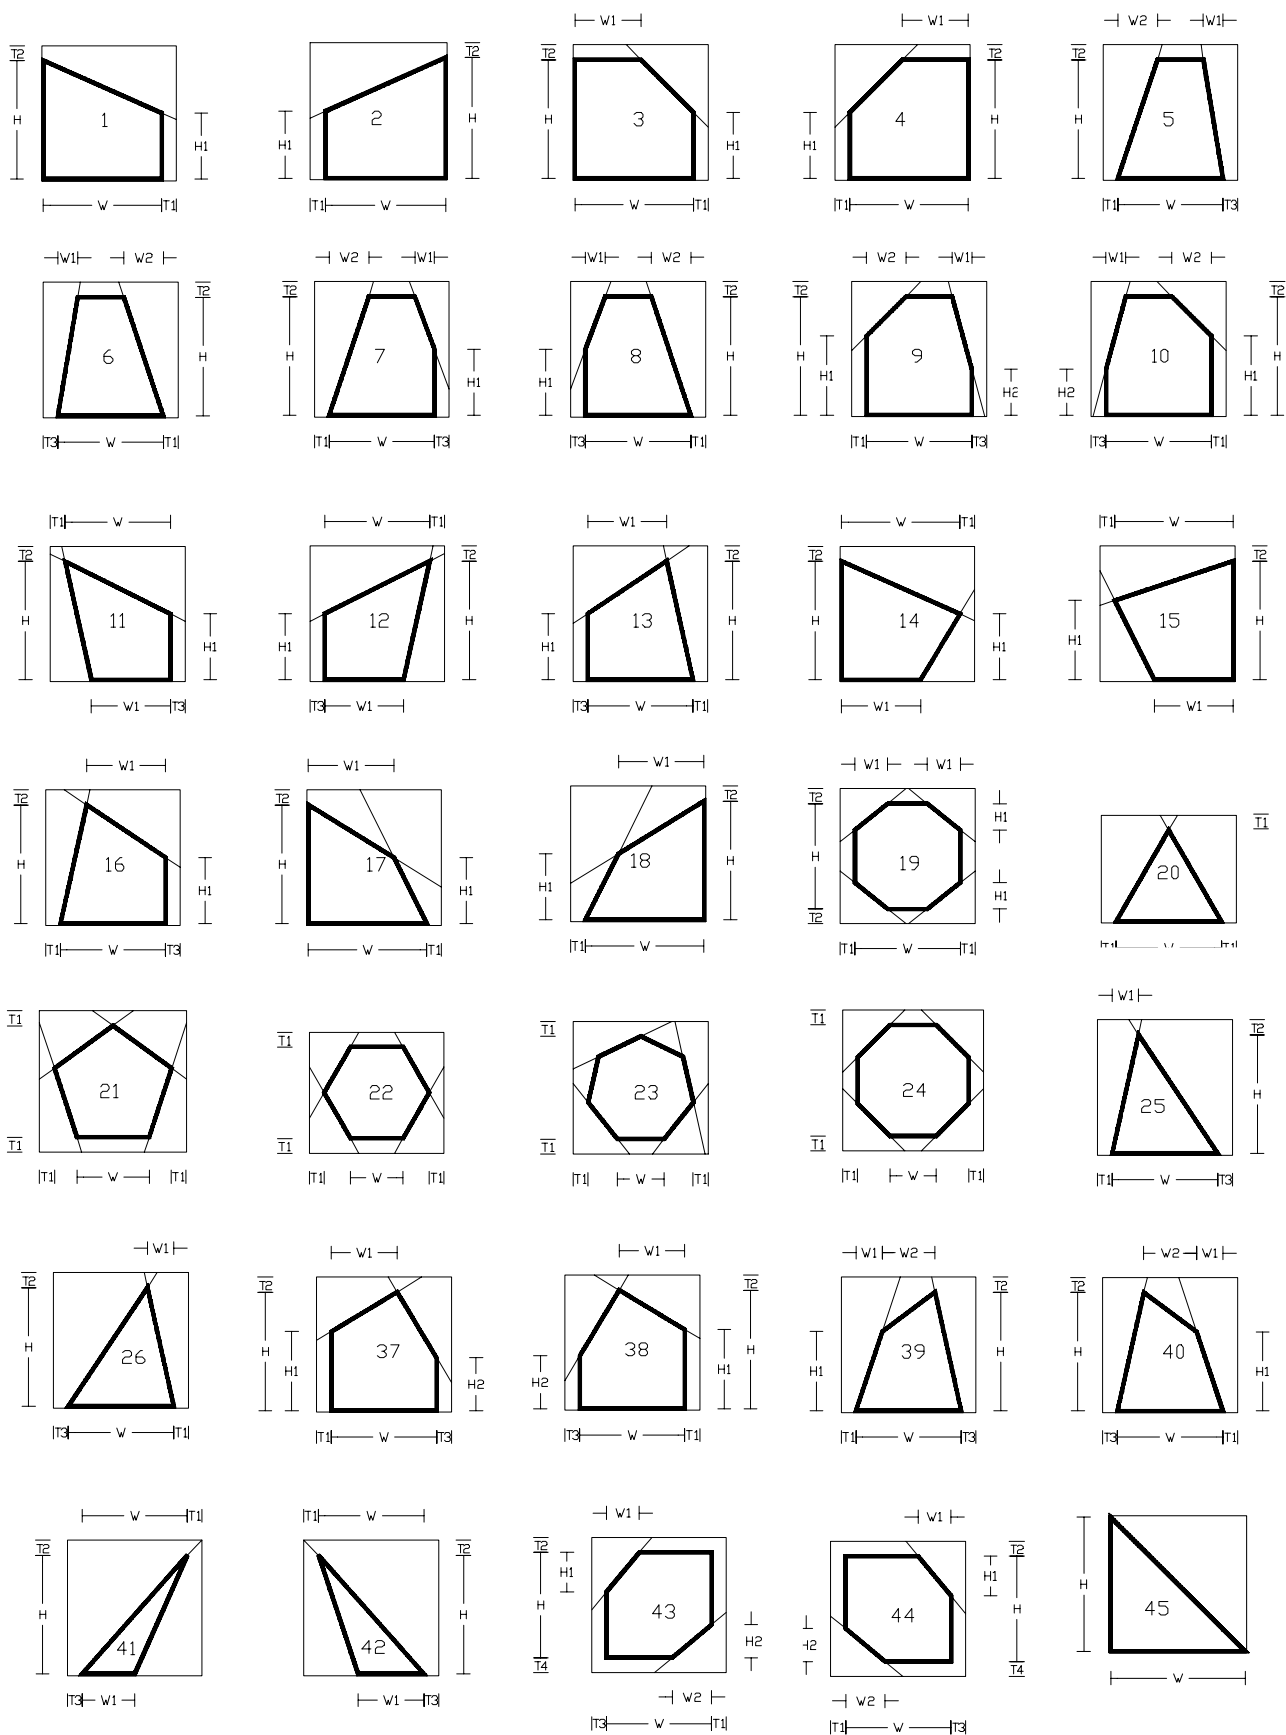 W1 W1 W2 W1
T2 T2 T2 T2 T2
H 1 H1
H1 2 H
H 3 H1
H1 4 H
H 5
W T1
T1 W
W T1
T1 W
T1 W T3
W1 W2 W2 W1 W1 W2 W2 W1 W1 W2
T2 T2 T2 T2 T2
6 H
H 7 H1
H1 8 H
H H1 9 H2
H2 10 H1 H
T3 W T1
T1 W T3
T3 W T1
T1 W T3
T3 W T1
T1 W W T1 W1 W T1 T1 W
T2 T2 T2 T2 T2
H 11 H1
H1 12 H
H1 13 H
H 14 H1
H1 15 H
W1 T3
T3 W1
T3 W T1
W1
W1
W1 W1 W1 W1 W1
T2 T2 T2 T2 T1
H 16 H1
H 17 H1
H1 18 H
H 19 H1 H1
20
T2
T1 W T3
W T1
T1 W
T1 W T1
T1 W T1
W1
T1 T1 T1 T1 T2
21 22 23 24 25 H
T1 T1 T1 T1
T1 W T1
T1 W T1
T1 W T1
T1 W T1
T1 W T3
W1 W1 W1 W1 W2 W2 W1
T2 T2 T2 T2 T2
H 26
H H1 37 H2
H2 38 H1 H
H1 39 H
H 40 H1
T3 W T1
T1 W T3
T3 W T1
T1 W T3
T3 W T1
W T1 T1 W W1 W1
T2 T2 T2 T2
H 41
42 H
H H1 43 H2
44 H1 H
H 45
T4 T4
T3 W1
W1 T3
W2
T3 W T1
W2
T1 W T3
W